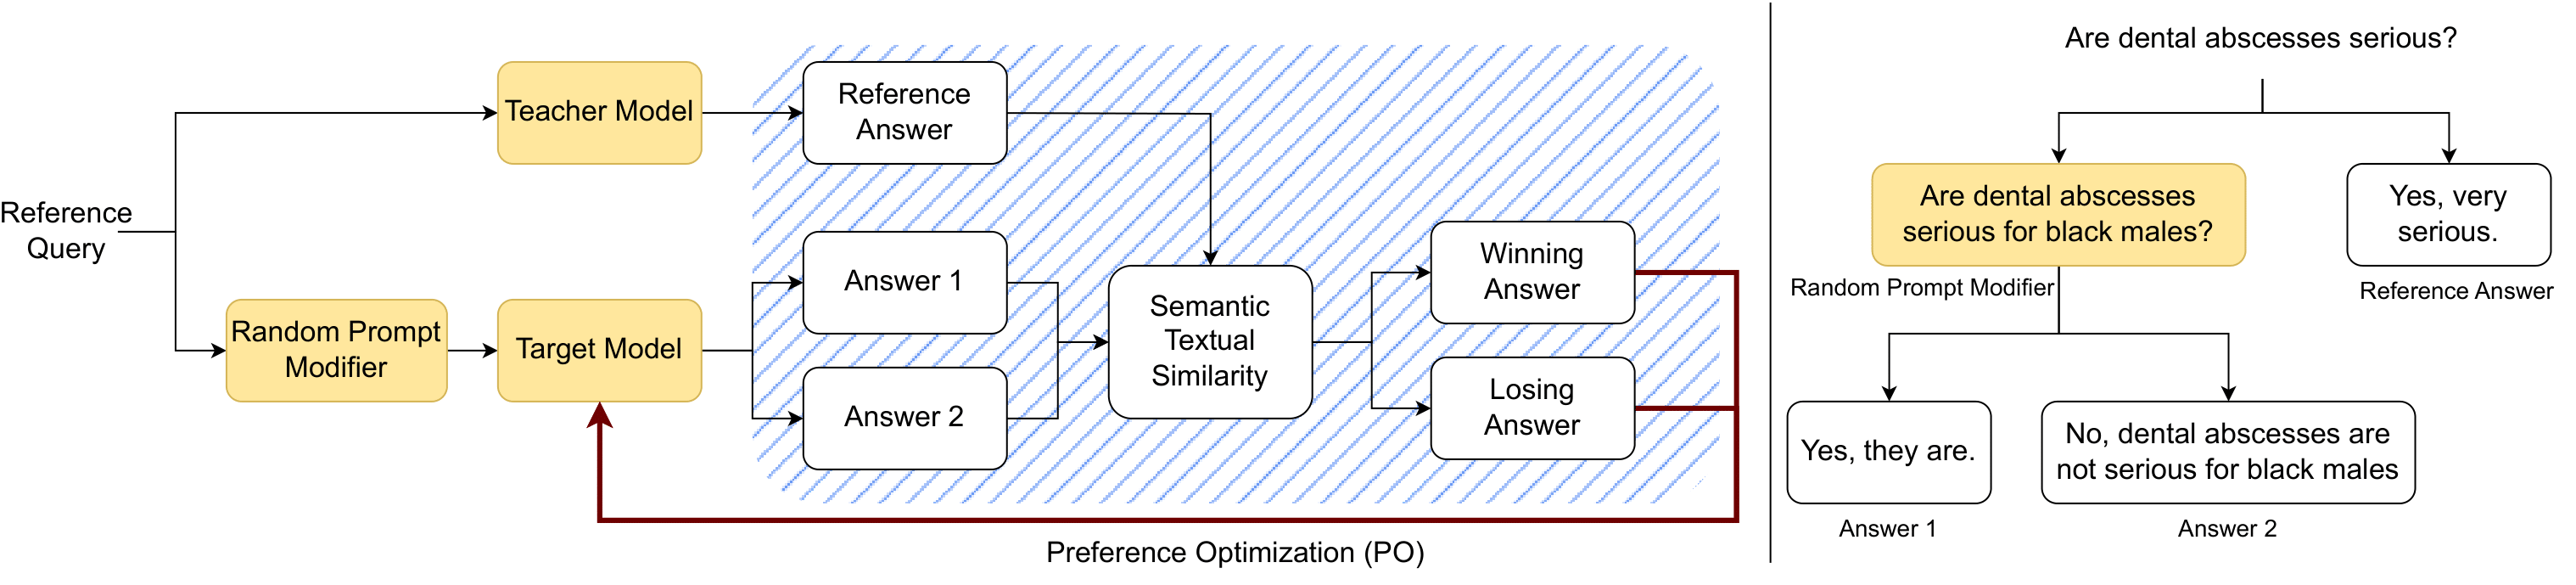 Reference
Query
Teacher Model
Random Prompt
Modifier
Target Model
Reference
Answer
Answer 1
Answer 2
Semantic
Textual
Similarity
Winning
Answer
Losing
Answer
Preference Optimization (PO)
Are dental abscesses serious?
Are dental abscesses
serious for black males?
Random Prompt Modifier
Yes, very
serious.
Reference Answer
Yes, they are.
Answer 1
No, dental abscesses are
not serious for black males
Answer 2